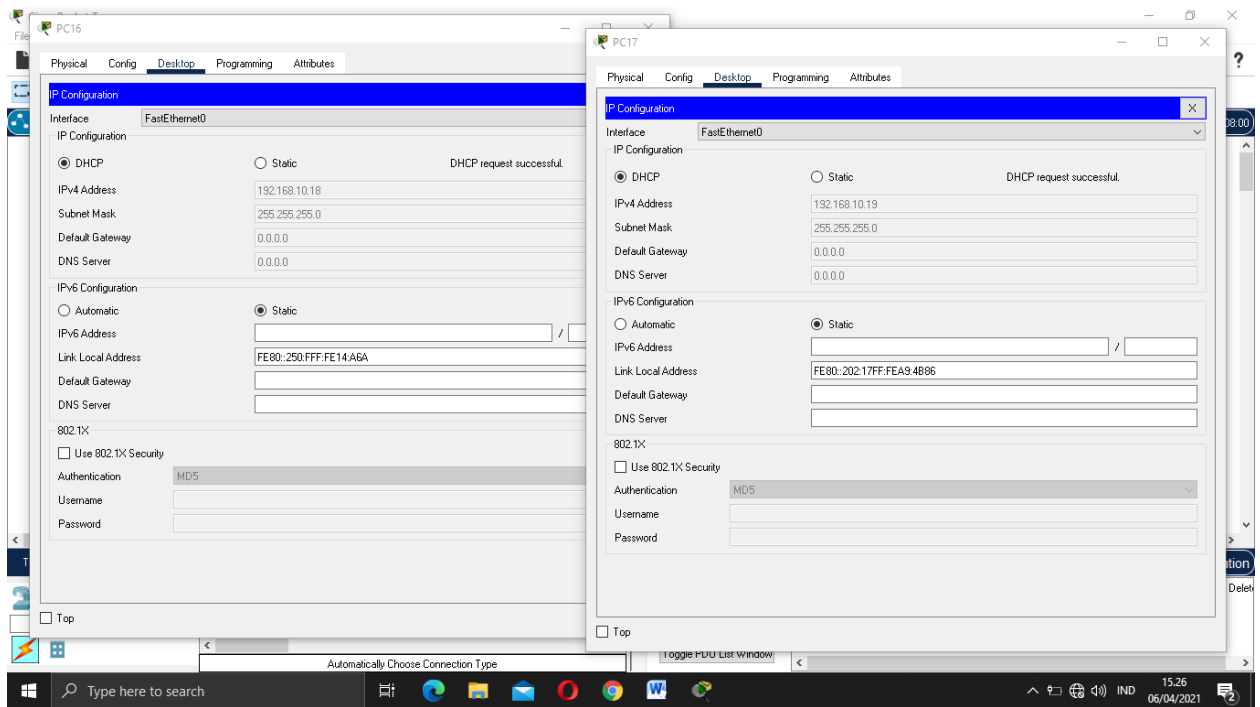 File
PC16
Physical Config Desktop Programming Attributes
IP Configuration
Interface FastEthernet0
IP Configuration
DHCP Static DHCP request successful.
IPv4 Address 192.168.10.18
Subnet Mask 255.255.255.0
Default Gateway 0.0.0.0
DNS Server 0.0.0.0
IPv6 Configuration
Automatic Static
IPv6 Address /
Link Local Address FE80::250:FFF:FE14:A6A
Default Gateway
DNS Server
802.1X
Use 802.1X Security
Authentication MD5
Username
Password
Top
PC17
Physical Config Desktop Programming Attributes
IP Configuration X
Interface FastEthernet0
IP Configuration
DHCP Static DHCP request successful.
IPv4 Address 192.168.10.19
Subnet Mask 255.255.255.0
Default Gateway 0.0.0.0
DNS Server 0.0.0.0
IPv6 Configuration
Automatic Static
IPv6 Address /
Link Local Address FE80::202:17FF:FEA9:4B86
Default Gateway
DNS Server
802.1X
Use 802.1X Security
Authentication MD5
Username
Password
Top
?
08:00
tion
Delet
Automatically Choose Connection Type
Toggle PDU List Window
Type here to search
IND
15.26
06/04/2021
2